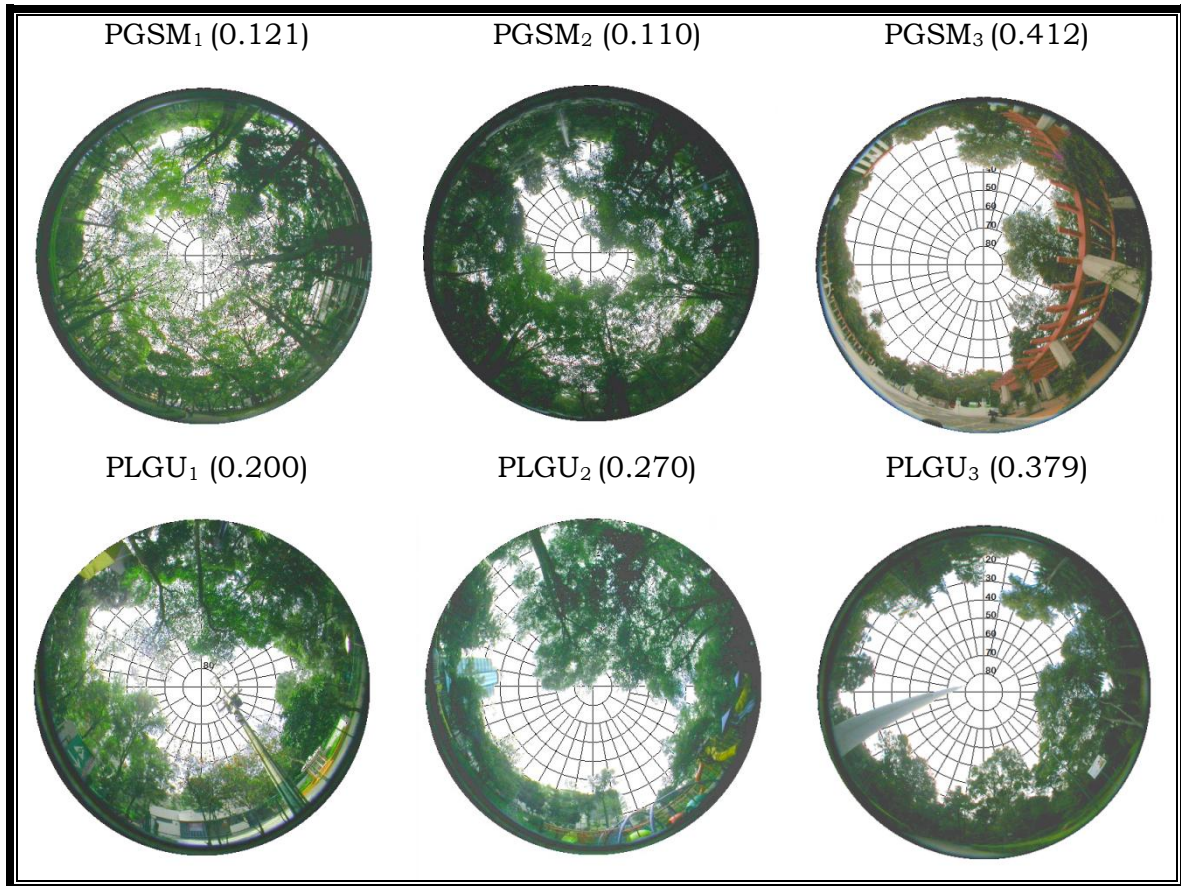 PGSM₁ (0.121)
PGSM₂ (0.110)
PGSM₃ (0.412)
50
60
70
80
PLGU₁ (0.200)
PLGU₂ (0.270)
PLGU₃ (0.379)
80
20
30
40
50
60
70
80